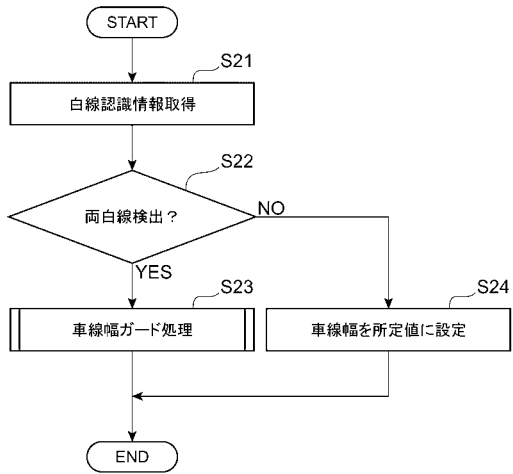 START
S21
白線認識情報取得
S22
両白線検出？
NO
YES
S23
車線幅ガード処理
S24
車線幅を所定値に設定
END